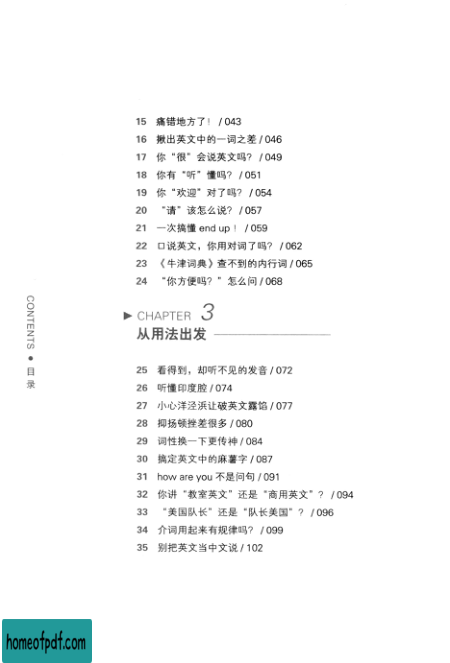 15 痛错地方了！ / 043
16 揪出英文中的一词之差 / 046
17 你“很”会说英文吗？ / 049
18 你有“听”懂吗？ / 051
19 你“欢迎”对了吗？ / 054
20 “请”该怎么说？ / 057
21 一次搞懂 end up！ / 059
22 口说英文，你用对词了吗？ / 062
23 《牛津词典》查不到的内行词 / 065
24 “你方便吗？”怎么问 / 068
CONTENTS ● 目录
▶ CHAPTER 3
从用法出发
25 看得到，却听不见的发音 / 072
26 听懂印度腔 / 074
27 小心洋泾浜让破英文露馅 / 077
28 抑扬顿挫差很多 / 080
29 词性换一下更传神 / 084
30 搞定英文中的麻薯字 / 087
31 how are you 不是问句 / 091
32 你讲“教室英文”还是“商用英文”？ / 094
33 “美国队长”还是“队长美国”？ / 096
34 介词用起来有规律吗？ / 099
35 别把英文当中文说 / 102
homeofpdf.com